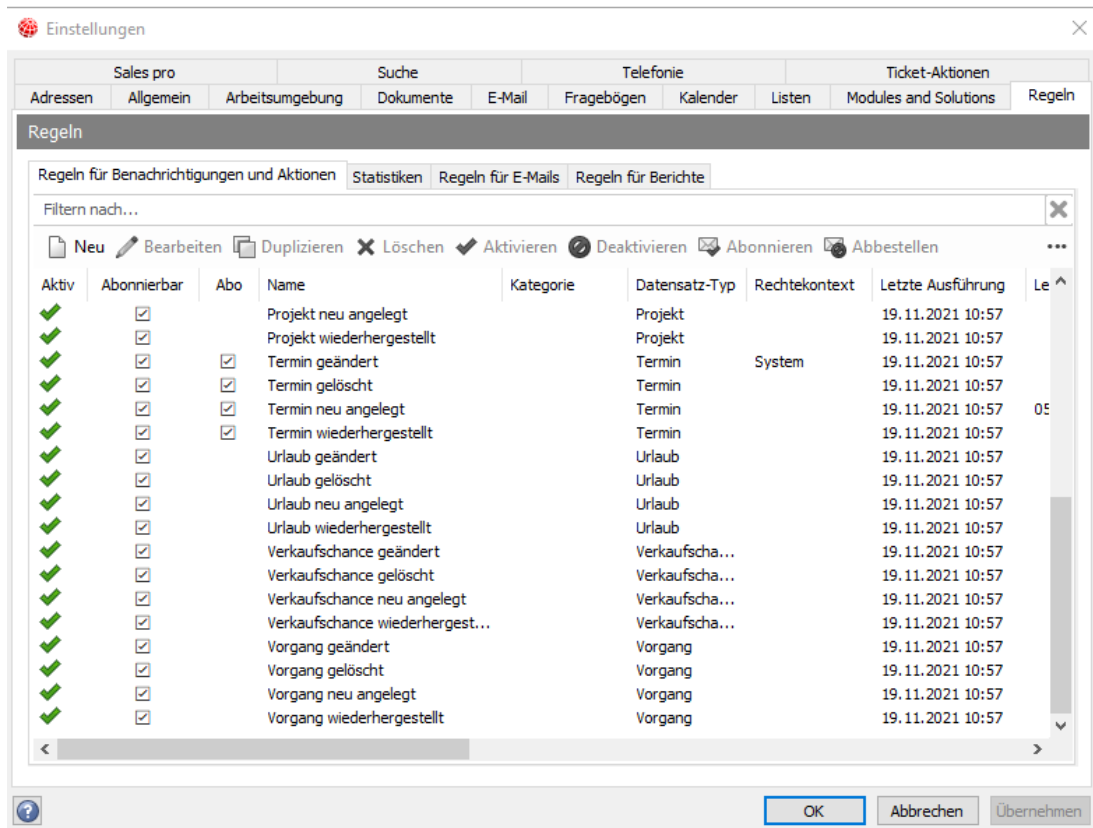 Einstellungen
Sales pro Suche Telefonie Ticket-Aktionen
Adressen Allgemein Arbeitsumgebung Dokumente E-Mail Fragebögen Kalender Listen Modules and Solutions Regeln
Regeln
Regeln für Benachrichtigungen und Aktionen Statistiken Regeln für E-Mails Regeln für Berichte
Filtern nach...
Neu Bearbeiten Duplizieren Löschen Aktivieren Deaktivieren Abonnieren Abbestellen ...
Aktiv Abonnierbar Abo Name Kategorie Datensatz-Typ Rechtekontext Letzte Ausführung Le
Projekt neu angelegt Projekt 19.11.2021 10:57
Projekt wiederhergestellt Projekt 19.11.2021 10:57
Termin geändert Termin System 19.11.2021 10:57
Termin gelöscht Termin 19.11.2021 10:57
Termin neu angelegt Termin 19.11.2021 10:57 05
Termin wiederhergestellt Termin 19.11.2021 10:57
Urlaub geändert Urlaub 19.11.2021 10:57
Urlaub gelöscht Urlaub 19.11.2021 10:57
Urlaub neu angelegt Urlaub 19.11.2021 10:57
Urlaub wiederhergestellt Urlaub 19.11.2021 10:57
Verkaufschance geändert Verkaufscha... 19.11.2021 10:57
Verkaufschance gelöscht Verkaufscha... 19.11.2021 10:57
Verkaufschance neu angelegt Verkaufscha... 19.11.2021 10:57
Verkaufschance wiederhergest... Verkaufscha... 19.11.2021 10:57
Vorgang geändert Vorgang 19.11.2021 10:57
Vorgang gelöscht Vorgang 19.11.2021 10:57
Vorgang neu angelegt Vorgang 19.11.2021 10:57
Vorgang wiederhergestellt Vorgang 19.11.2021 10:57
OK Abbrechen Übernehmen